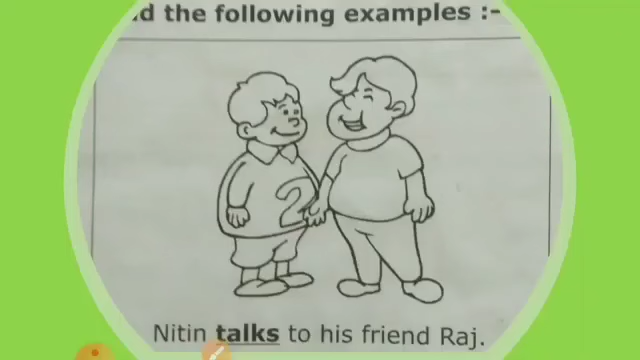 d the following examples :-
2
Nitin talks to his friend Raj.